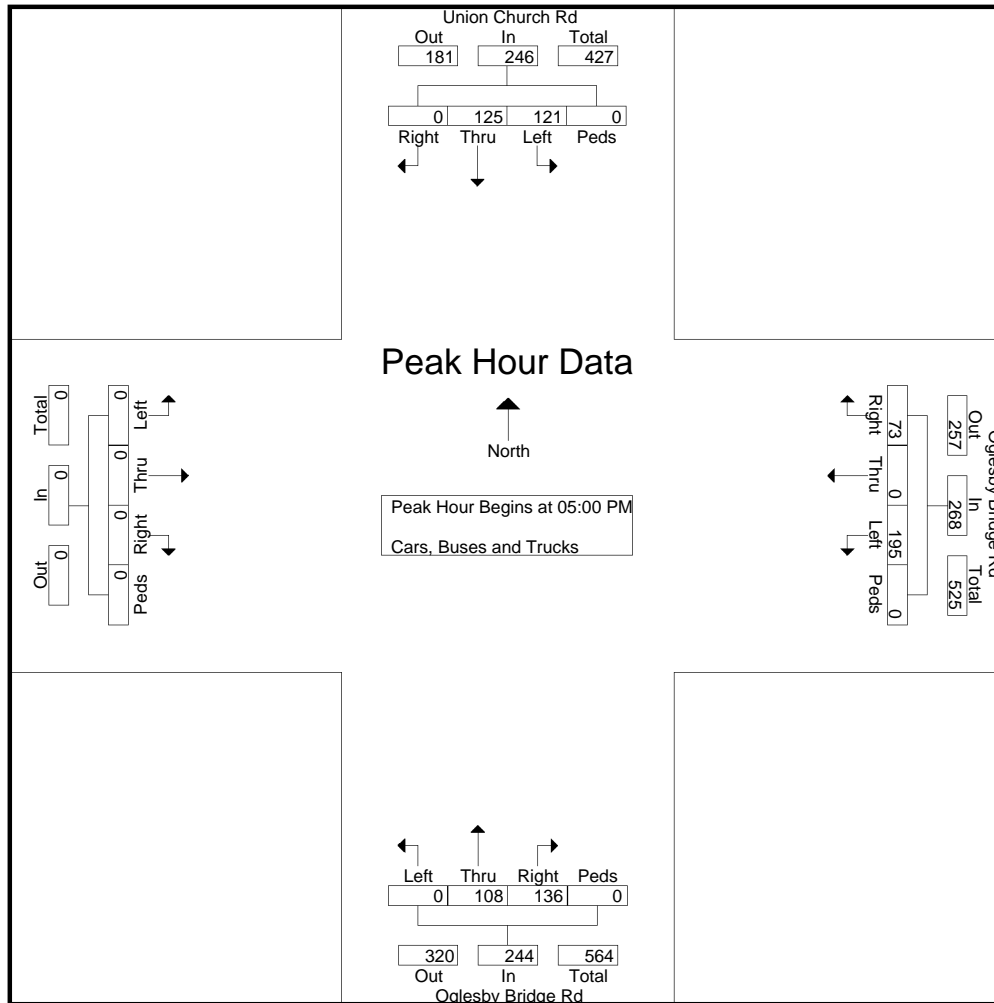 Union Church Rd
Out In Total
181 246 427
0 125 121 0
Right Thru Left Peds
Peak Hour Data
North
Peak Hour Begins at 05:00 PM
Cars, Buses and Trucks
Total In Out
0 0 0
0 0 0 0
Left Thru Right Peds
Oglesby Bridge Rd
Out In Total
257 268 525
73 0 195 0
Right Thru Left Peds
Left Thru Right Peds
0 108 136 0
320 244 564
Out In Total
Oglesby Bridge Rd